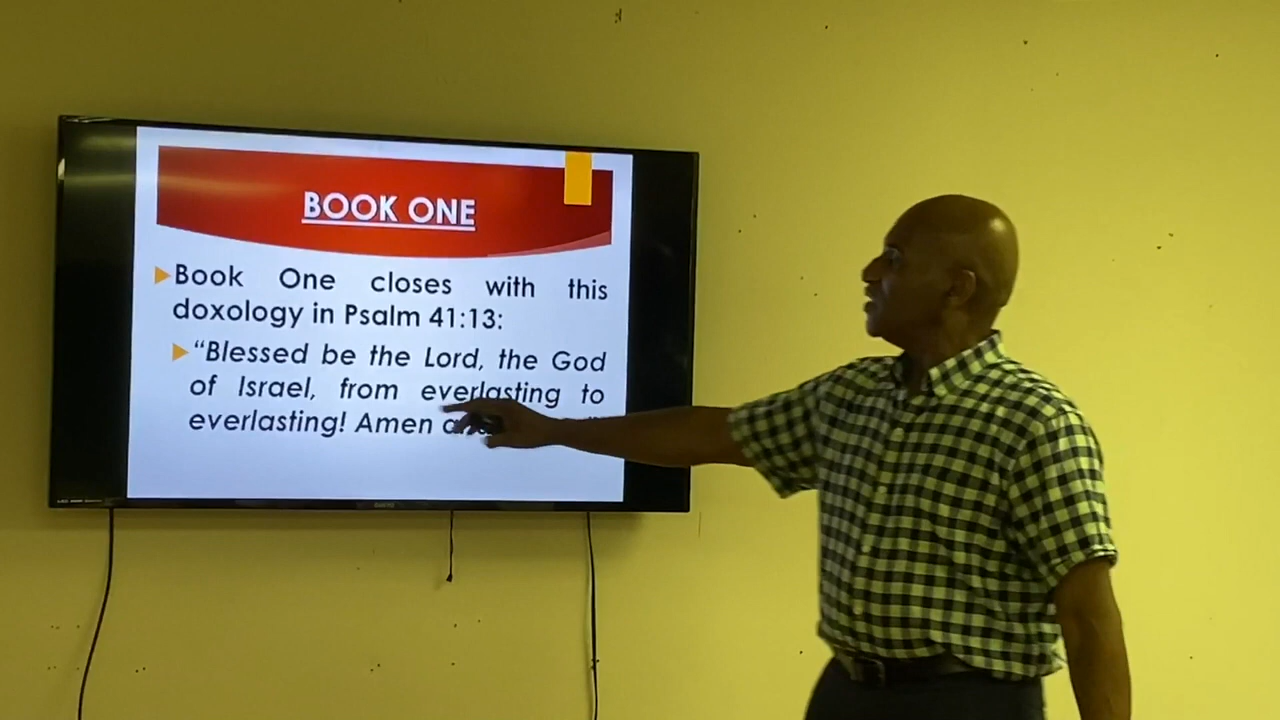 BOOK ONE
Book One closes with this
doxology in Psalm 41:13:
“Blessed be the Lord, the God
of Israel, from everlasting to
everlasting! Amen